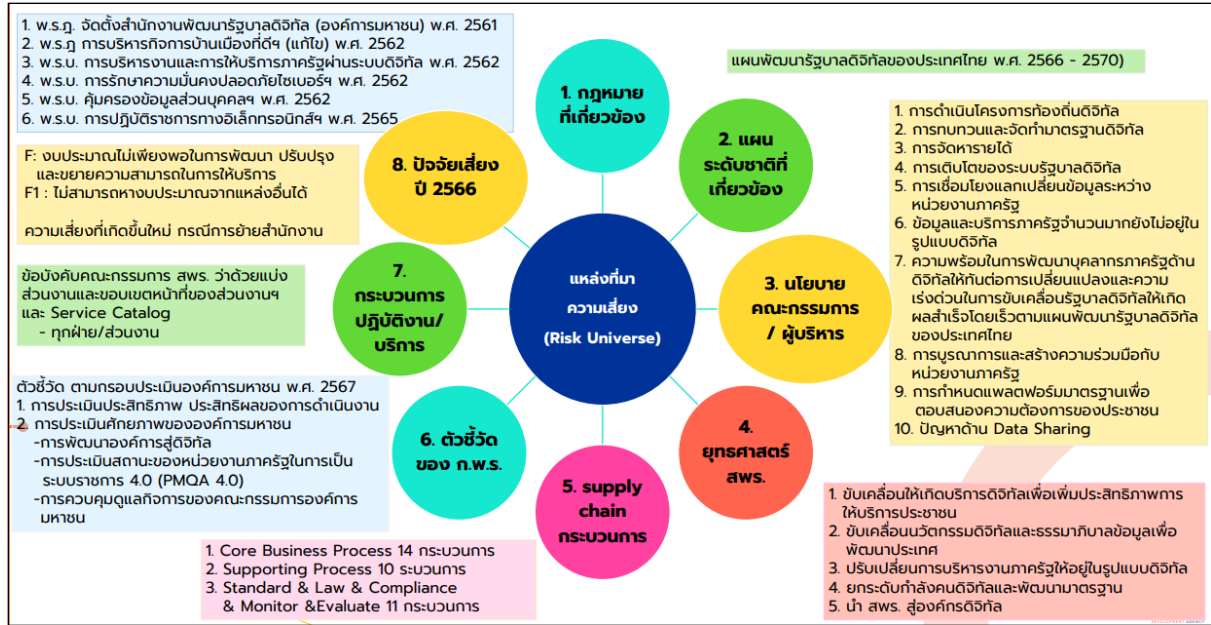 1. พ.ร.ฎ. จัดตั้งสำนักงานพัฒนารัฐบาลดิจิทัล (องค์การมหาชน) พ.ศ. 2561
2. พ.ร.ฎ การบริหารกิจการบ้านเมืองที่ดีฯ (แก้ไข) พ.ศ. 2562
3. พ.ร.บ. การบริหารงานและการให้บริการภาครัฐผ่านระบบดิจิทัล พ.ศ. 2562
4. พ.ร.บ. การรักษาความมั่นคงปลอดภัยไซเบอร์ฯ พ.ศ. 2562
5. พ.ร.บ. คุ้มครองข้อมูลส่วนบุคคลฯ พ.ศ. 2562
6. พ.ร.บ. การปฏิบัติราชการทางอิเล็กทรอนิกส์ฯ พ.ศ. 2565
1. กฎหมาย
ที่เกี่ยวข้อง
แผนพัฒนารัฐบาลดิจิทัลของประเทศไทย พ.ศ. 2566 - 2570)
2. แผน
ระดับชาติที่
เกี่ยวข้อง
1. การดำเนินโครงการท้องถิ่นดิจิทัล
2. การทบทวนและจัดทำมาตรฐานดิจิทัล
3. การจัดหารายได้
4. การเติบโตของระบบรัฐบาลดิจิทัล
5. การเชื่อมโยงแลกเปลี่ยนข้อมูลระหว่าง
หน่วยงานภาครัฐ
6. ข้อมูลและบริการภาครัฐจำนวนมากยังไม่อยู่ใน
รูปแบบดิจิทัล
7. ความพร้อมในการพัฒนาบุคลากรภาครัฐด้าน
ดิจิทัลให้ทันต่อการเปลี่ยนแปลงและความ
เร่งด่วนในการขับเคลื่อนรัฐบาลดิจิทัลให้เกิด
ผลสำเร็จโดยเร็วตามแผนพัฒนารัฐบาลดิจิทัล
ของประเทศไทย
8. การบูรณาการและสร้างความร่วมมือกับ
หน่วยงานภาครัฐ
9. การกำหนดแพลตฟอร์มมาตรฐานเพื่อ
ตอบสนองความต้องการของประชาชน
10. ปัญหาด้าน Data Sharing
3. นโยบาย
คณะกรรมการ
/ ผู้บริหาร
8. ปัจจัยเสี่ยง
ปี 2566
F: งบประมาณไม่เพียงพอในการพัฒนา ปรับปรุง
และขยายความสามารถในการให้บริการ
F1 : ไม่สามารถหางบประมาณจากแหล่งอื่นได้
ความเสี่ยงที่เกิดขึ้นใหม่ กรณีการย้ายสำนักงาน
แหล่งที่มา
ความเสี่ยง
(Risk Universe)
7.
กระบวนการ
ปฏิบัติงาน/
บริการ
ข้อบังคับคณะกรรมการ สพร. ว่าด้วยแบ่ง
ส่วนงานและขอบเขตหน้าที่ของส่วนงานฯ
และ Service Catalog
- ทุกฝ่าย/ส่วนงาน
ตัวชี้วัด ตามกรอบประเมินองค์การมหาชน พ.ศ. 2567
1. การประเมินประสิทธิภาพ ประสิทธิผลของการดำเนินงาน
2. การประเมินศักยภาพขององค์การมหาชน
-การพัฒนาองค์การสู่ดิจิทัล
-การประเมินสถานะของหน่วยงานภาครัฐในการเป็น
ระบบราชการ 4.0 (PMQA 4.0)
-การควบคุมดูแลกิจการของคณะกรรมการองค์การ
มหาชน
6. ตัวชี้วัด
ของ ก.พ.ร.
5. supply
chain
กระบวนการ
4.
ยุทธศาสตร์
สพร.
1. ขับเคลื่อนให้เกิดบริการดิจิทัลเพื่อเพิ่มประสิทธิภาพการ
ให้บริการประชาชน
2. ขับเคลื่อนนวัตกรรมดิจิทัลและธรรมาภิบาลข้อมูลเพื่อ
พัฒนาประเทศ
3. ปรับเปลี่ยนการบริหารงานภาครัฐให้อยู่ในรูปแบบดิจิทัล
4. ยกระดับกำลังคนดิจิทัลและพัฒนามาตรฐาน
5. นำ สพร. สู่องค์กรดิจิทัล
1. Core Business Process 14 กระบวนการ
2. Supporting Process 10 ระบวนการ
3. Standard & Law & Compliance
& Monitor &Evaluate 11 กระบวนการ